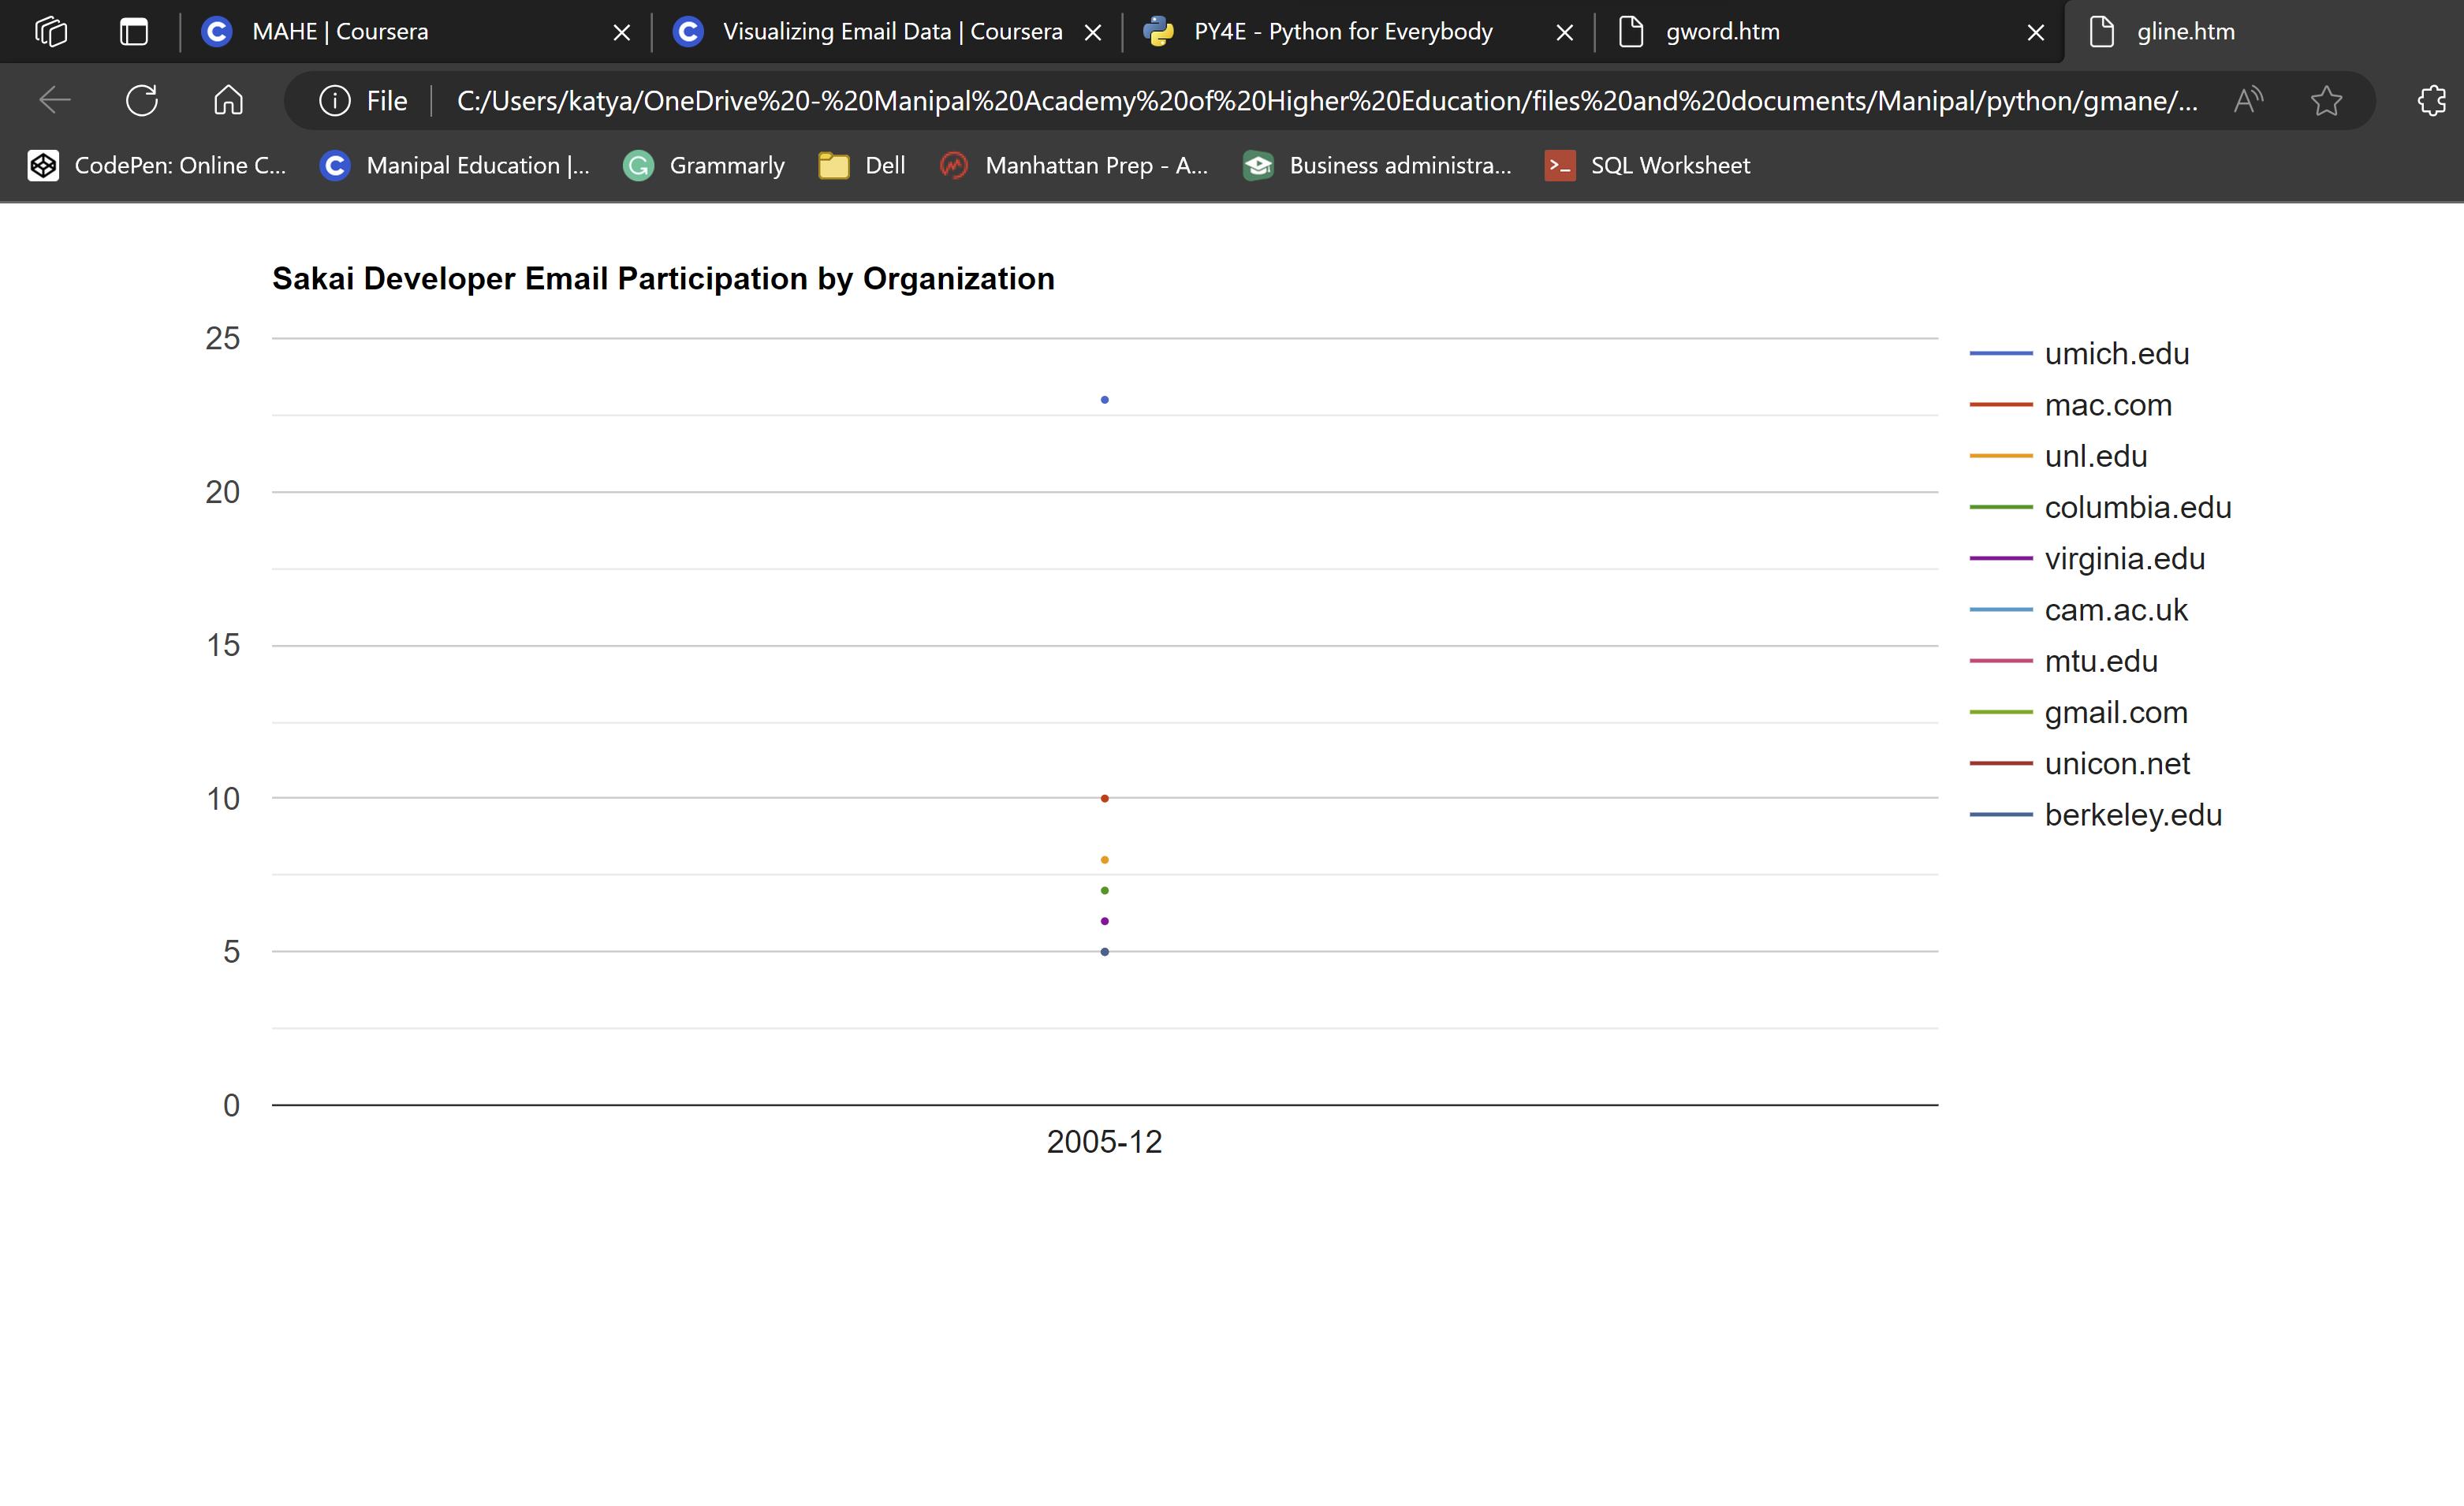 MAHE | Coursera
Visualizing Email Data | Coursera
PY4E - Python for Everybody
gword.htm
gline.htm
File
C:/Users/katya/OneDrive%20-%20Manipal%20Academy%20of%20Higher%20Education/files%20and%20documents/Manipal/python/gmane/...
CodePen: Online C...
Manipal Education |...
Grammarly
Dell
Manhattan Prep - A...
Business administra...
SQL Worksheet
Sakai Developer Email Participation by Organization
25
20
15
10
5
0
2005-12
umich.edu
mac.com
unl.edu
columbia.edu
virginia.edu
cam.ac.uk
mtu.edu
gmail.com
unicon.net
berkeley.edu